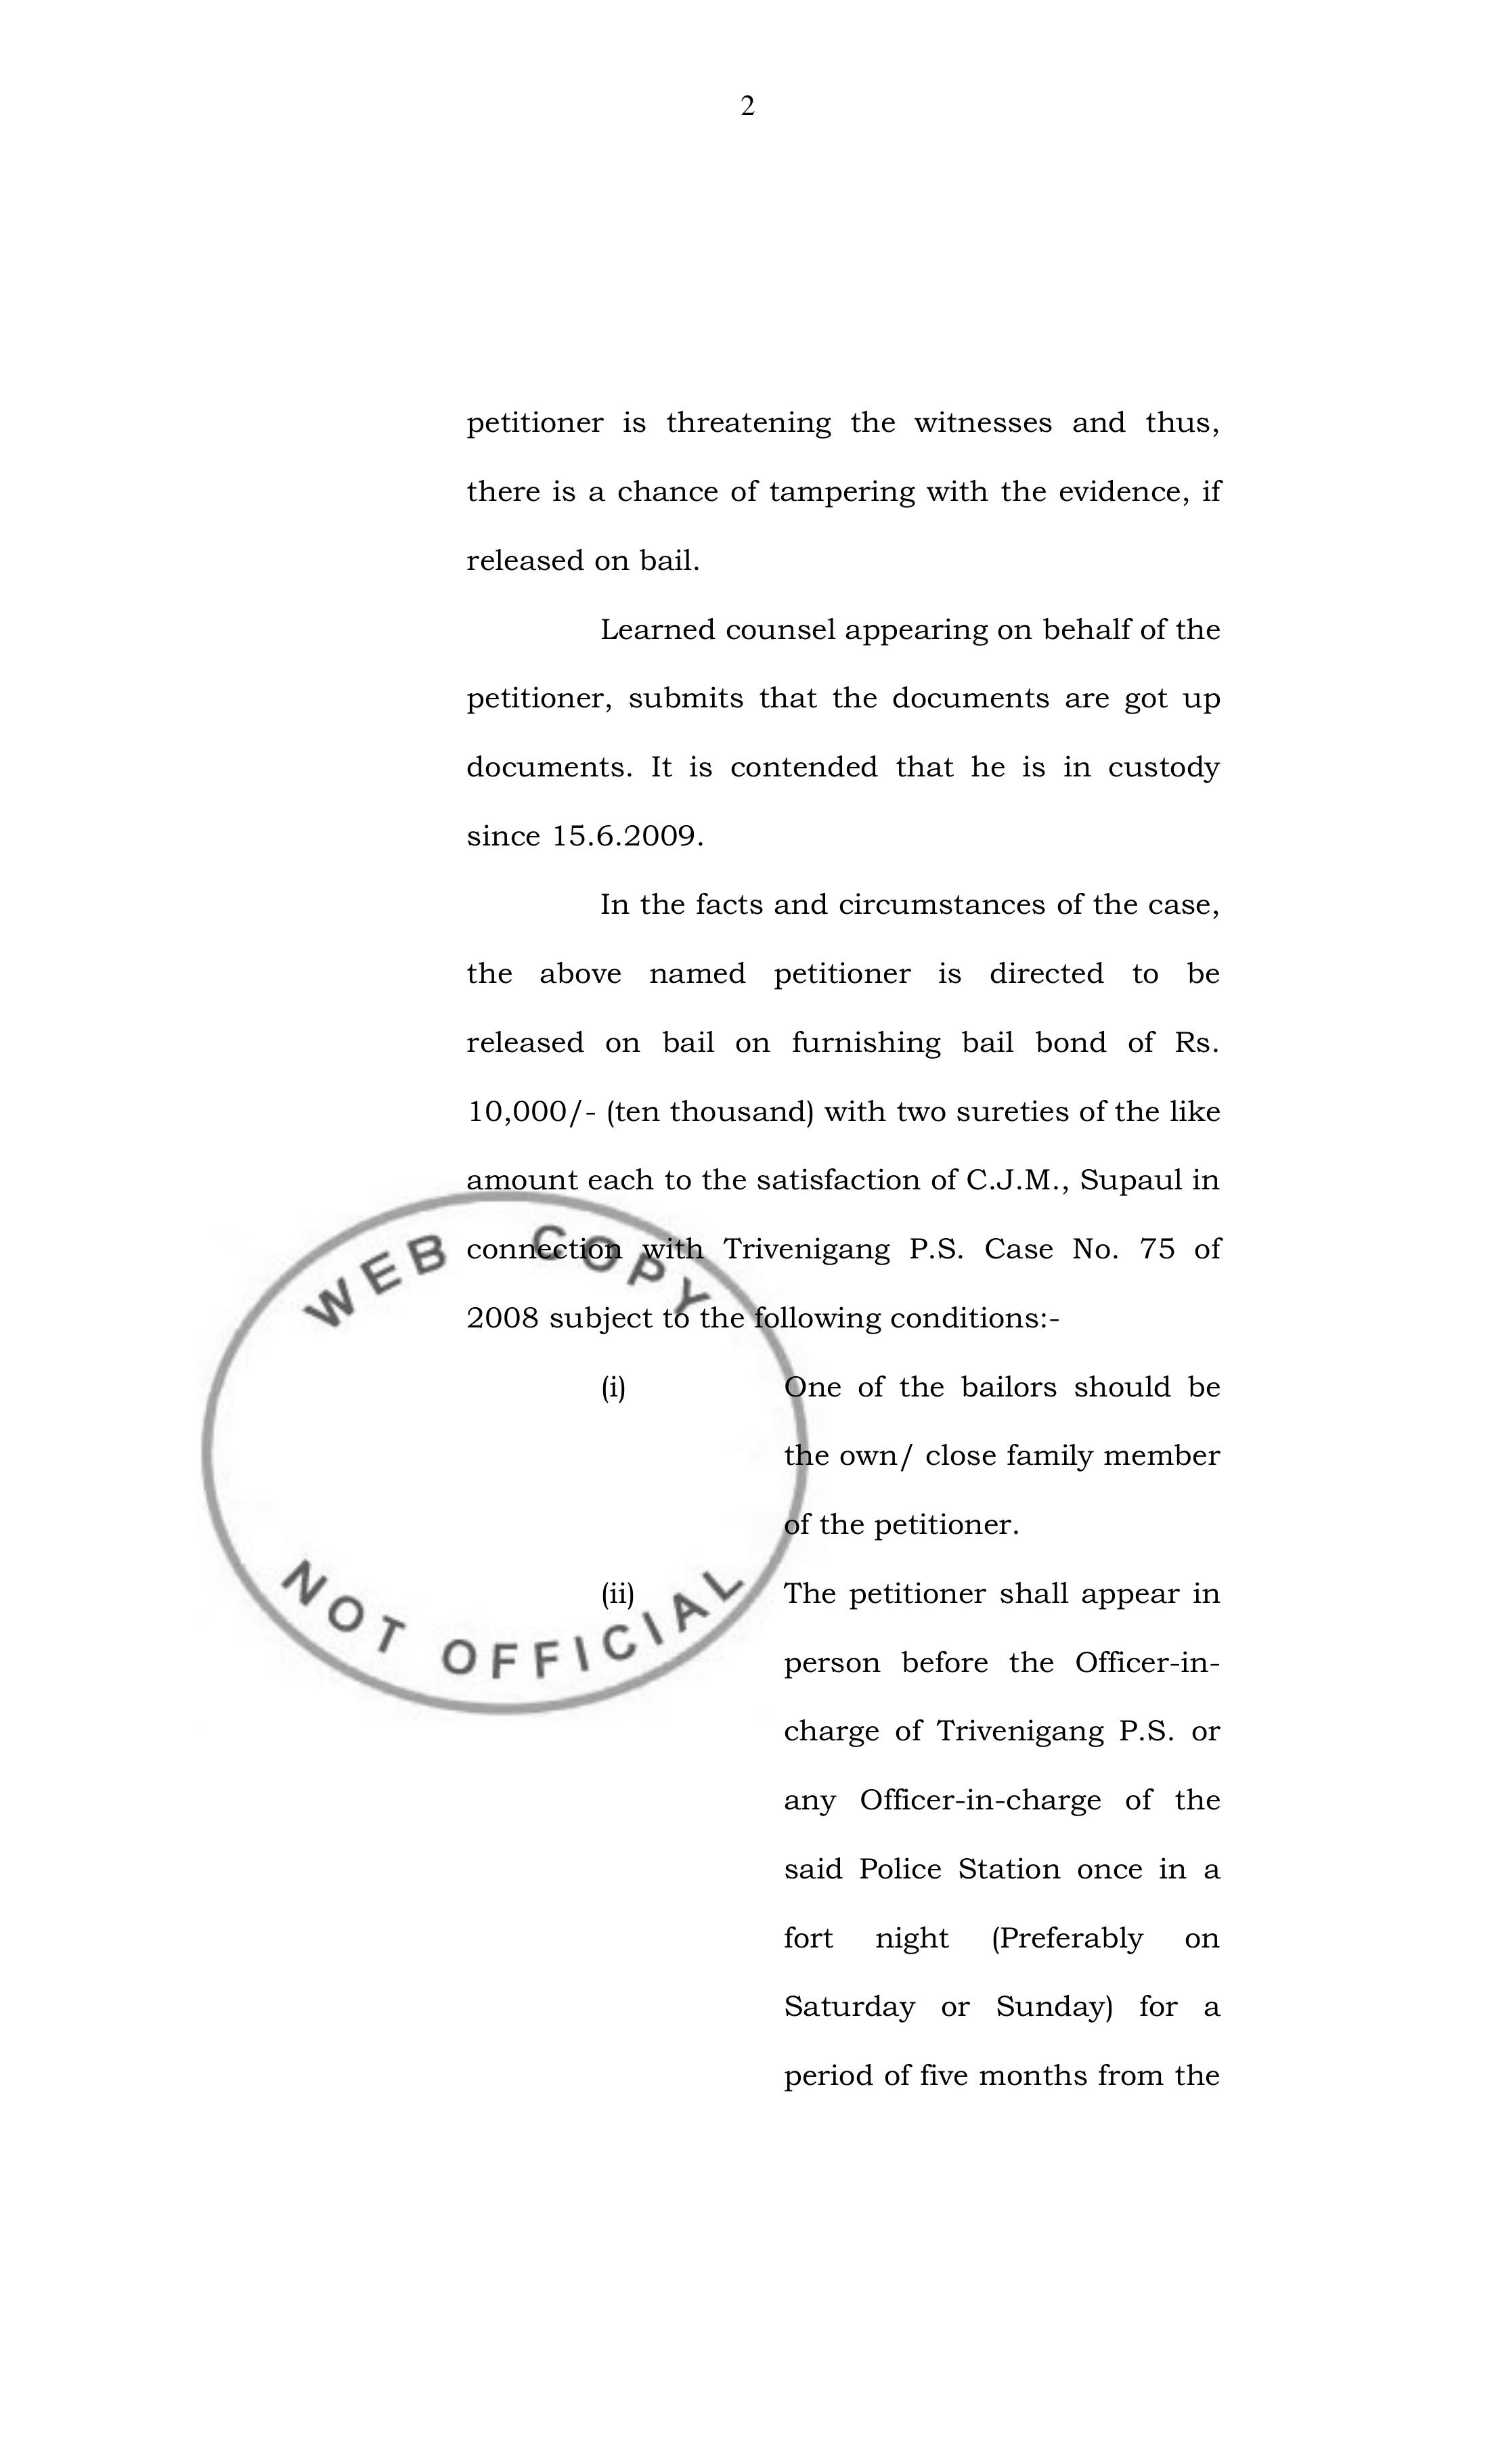 2
petitioner is threatening the witnesses and thus,
there is a chance of tampering with the evidence, if
released on bail.
Learned counsel appearing on behalf of the
petitioner, submits that the documents are got up
documents. It is contended that he is in custody
since 15.6.2009.
In the facts and circumstances of the case,
the above named petitioner is directed to be
released on bail on furnishing bail bond of Rs.
10,000/- (ten thousand) with two sureties of the like
amount each to the satisfaction of C.J.M., Supaul in
connection with Trivenigang P.S. Case No. 75 of
2008 subject to the following conditions:-
(i) One of the bailors should be
the own/ close family member
of the petitioner.
(ii) The petitioner shall appear in
person before the Officer-in-
charge of Trivenigang P.S. or
any Officer-in-charge of the
said Police Station once in a
fort night (Preferably on
Saturday or Sunday) for a
period of five months from the
WEB COPY
NOT OFFICIAL